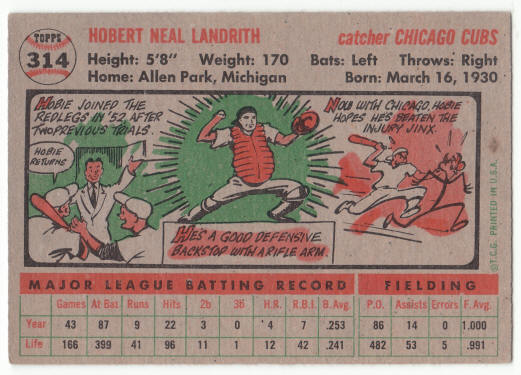 TOPPS
314
HOBERT NEAL LANDRITH
catcher CHICAGO CUBS
Height: 5'8" Weight: 170 Bats: Left Throws: Right
Home: Allen Park, Michigan Born: March 16, 1930
HOBIE JOINED THE
REDLEGS IN '52 AFTER
TWO PREVIOUS TRIALS.
HOBIE
RETURNS
HE'S A GOOD DEFENSIVE
BACKSTOP WITH A RIFLE ARM.
NOW WITH CHICAGO, HOBIE
HOPES HE'S BEATEN THE
INJURY JINX.
© T.C.G. PRINTED IN U.S.A.
MAJOR LEAGUE BATTING RECORD FIELDING
Games At Bat Runs Hits 2b 3b H.R. R.B.I. B. Avg. P.O. Assists Errors F. Avg.
Year 43 87 9 22 3 0 4 7 .253 86 14 0 1.000
Life 166 399 41 96 11 1 12 42 .241 482 53 5 .991